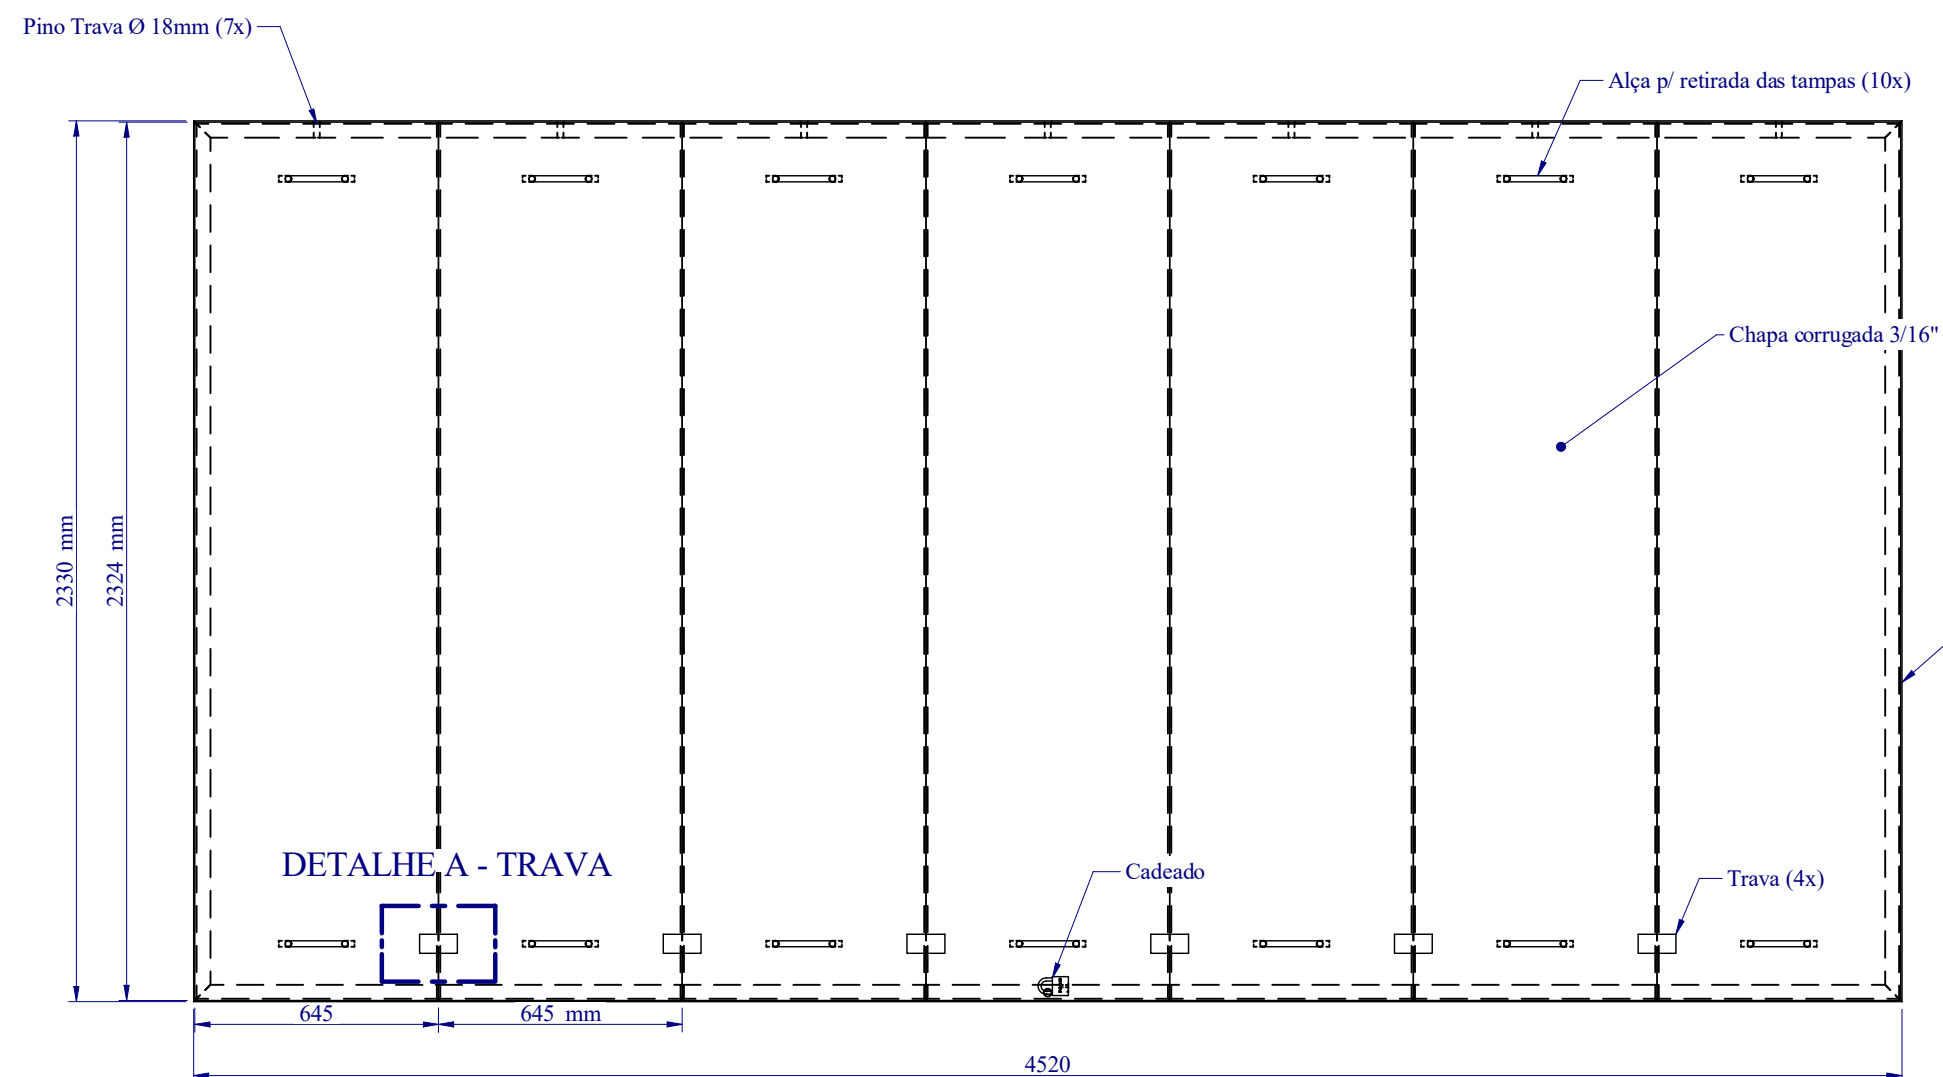 Pino Trava Ø 18mm (7x)
Alça p/ retirada das tampas (10x)
Chapa corrugada 3/16"
2330 mm
2324 mm
DETALHE A - TRAVA
Cadeado
Trava (4x)
645
645 mm
4520